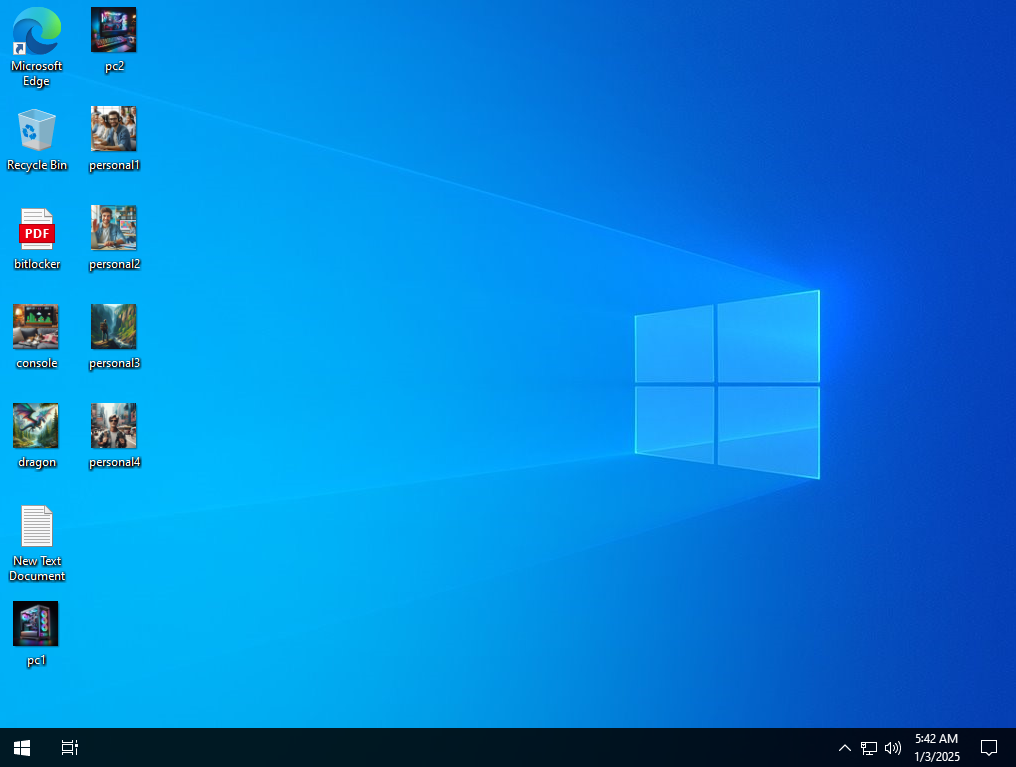 Microsoft
Edge
pc2
Recycle Bin
personal1
PDF
bitlocker
personal2
console
personal3
dragon
personal4
New Text
Document
pc1
5:42 AM
1/3/2025